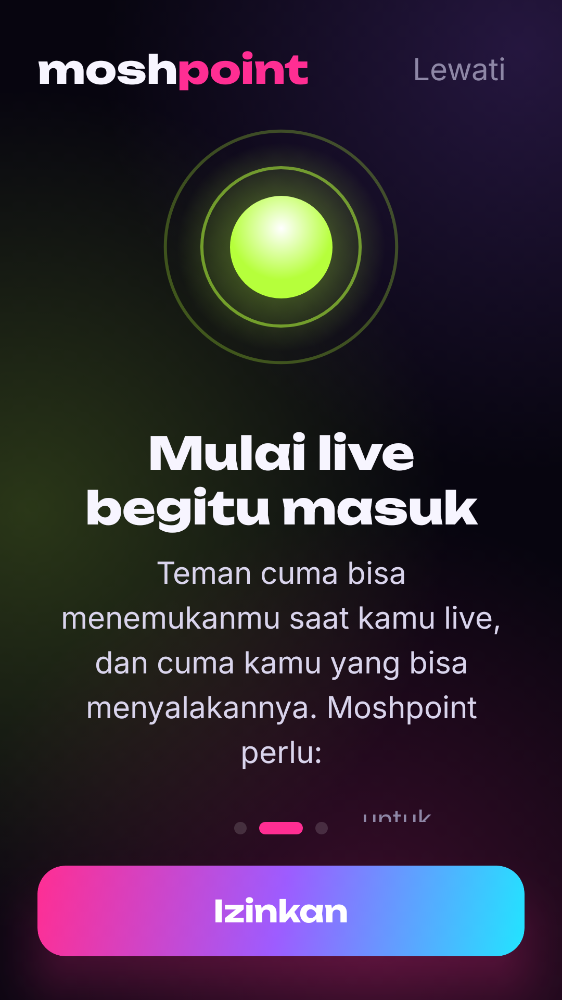 moshpoint
Lewati
Mulai live
begitu masuk
Teman cuma bisa
menemukanmu saat kamu live,
dan cuma kamu yang bisa
menyalakannya. Moshpoint
perlu:
untuk
Izinkan